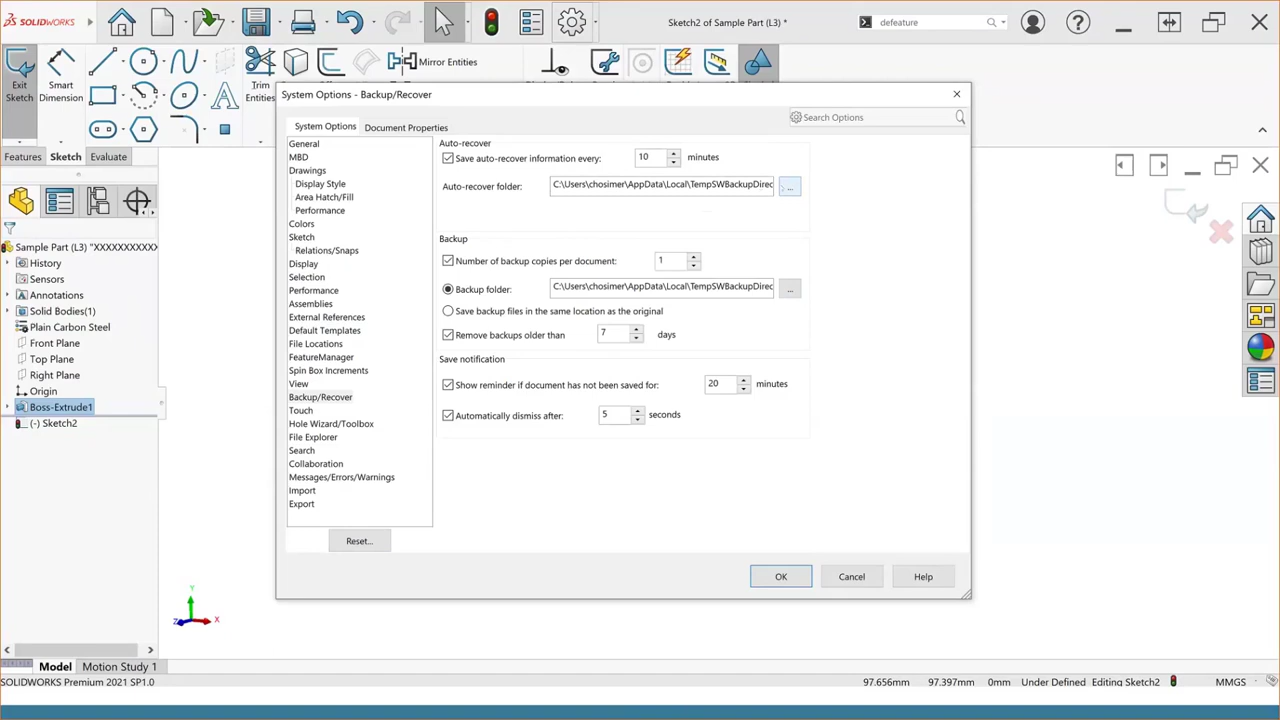 SOLIDWORKS
Sketch2 of Sample Part (L3) *
defeature
Exit
Sketch
Smart
Dimension
Trim
Entities
Mirror Entities
Features
Sketch
Evaluate
Sample Part (L3) "XXXXXXXXXX
History
Sensors
Annotations
Solid Bodies(1)
Plain Carbon Steel
Front Plane
Top Plane
Right Plane
Origin
Boss-Extrude1
(-) Sketch2
System Options - Backup/Recover
System Options
Document Properties
Search Options
General
MBD
Drawings
Display Style
Area Hatch/Fill
Performance
Colors
Sketch
Relations/Snaps
Display
Selection
Performance
Assemblies
External References
Default Templates
File Locations
FeatureManager
Spin Box Increments
View
Backup/Recover
Touch
Hole Wizard/Toolbox
File Explorer
Search
Collaboration
Messages/Errors/Warnings
Import
Export
Reset...
Auto-recover
Save auto-recover information every: 10 minutes
Auto-recover folder: C:\Users\chosimer\AppData\Local\TempSWBackupDirec ...
Backup
Number of backup copies per document: 1
Backup folder: C:\Users\chosimer\AppData\Local\TempSWBackupDirec ...
Save backup files in the same location as the original
Remove backups older than 7 days
Save notification
Show reminder if document has not been saved for: 20 minutes
Automatically dismiss after: 5 seconds
OK
Cancel
Help
Y
Z
X
Model
Motion Study 1
SOLIDWORKS Premium 2021 SP1.0
97.656mm 97.397mm 0mm Under Defined Editing Sketch2 MMGS